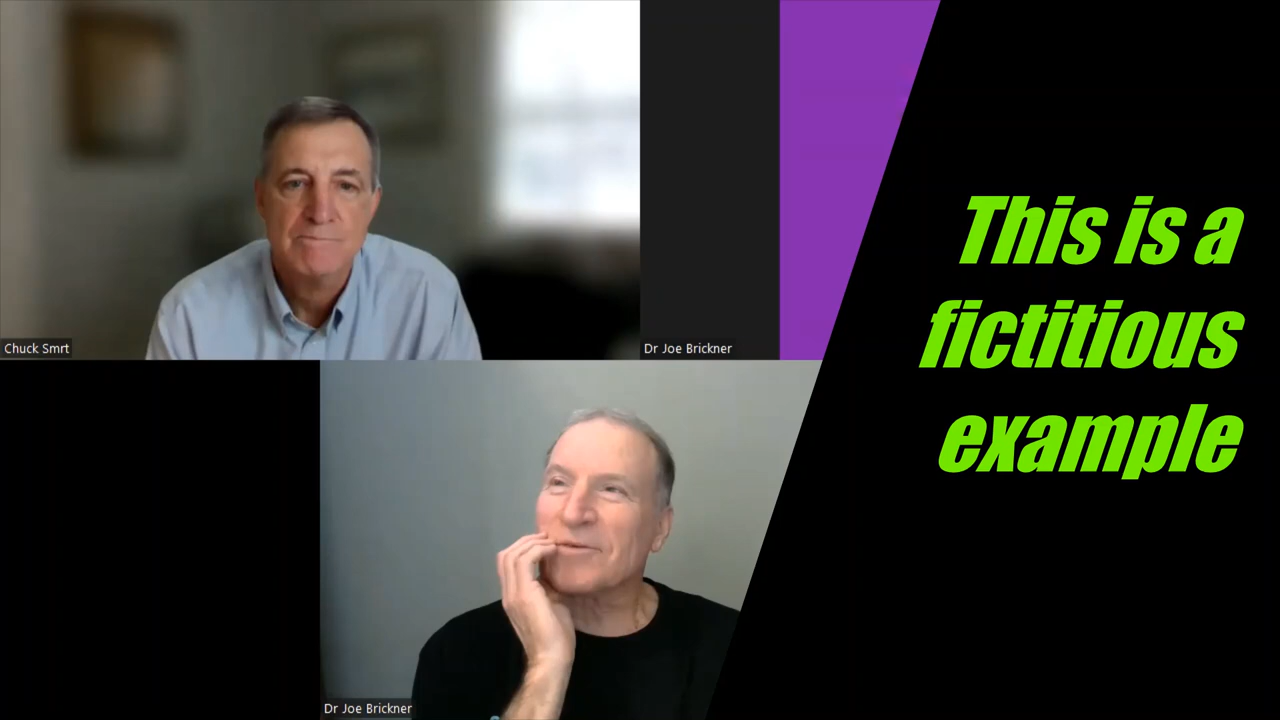 Chuck Smrt
Dr Joe Brickner
This is a
fictitious
example
Dr Joe Brickner